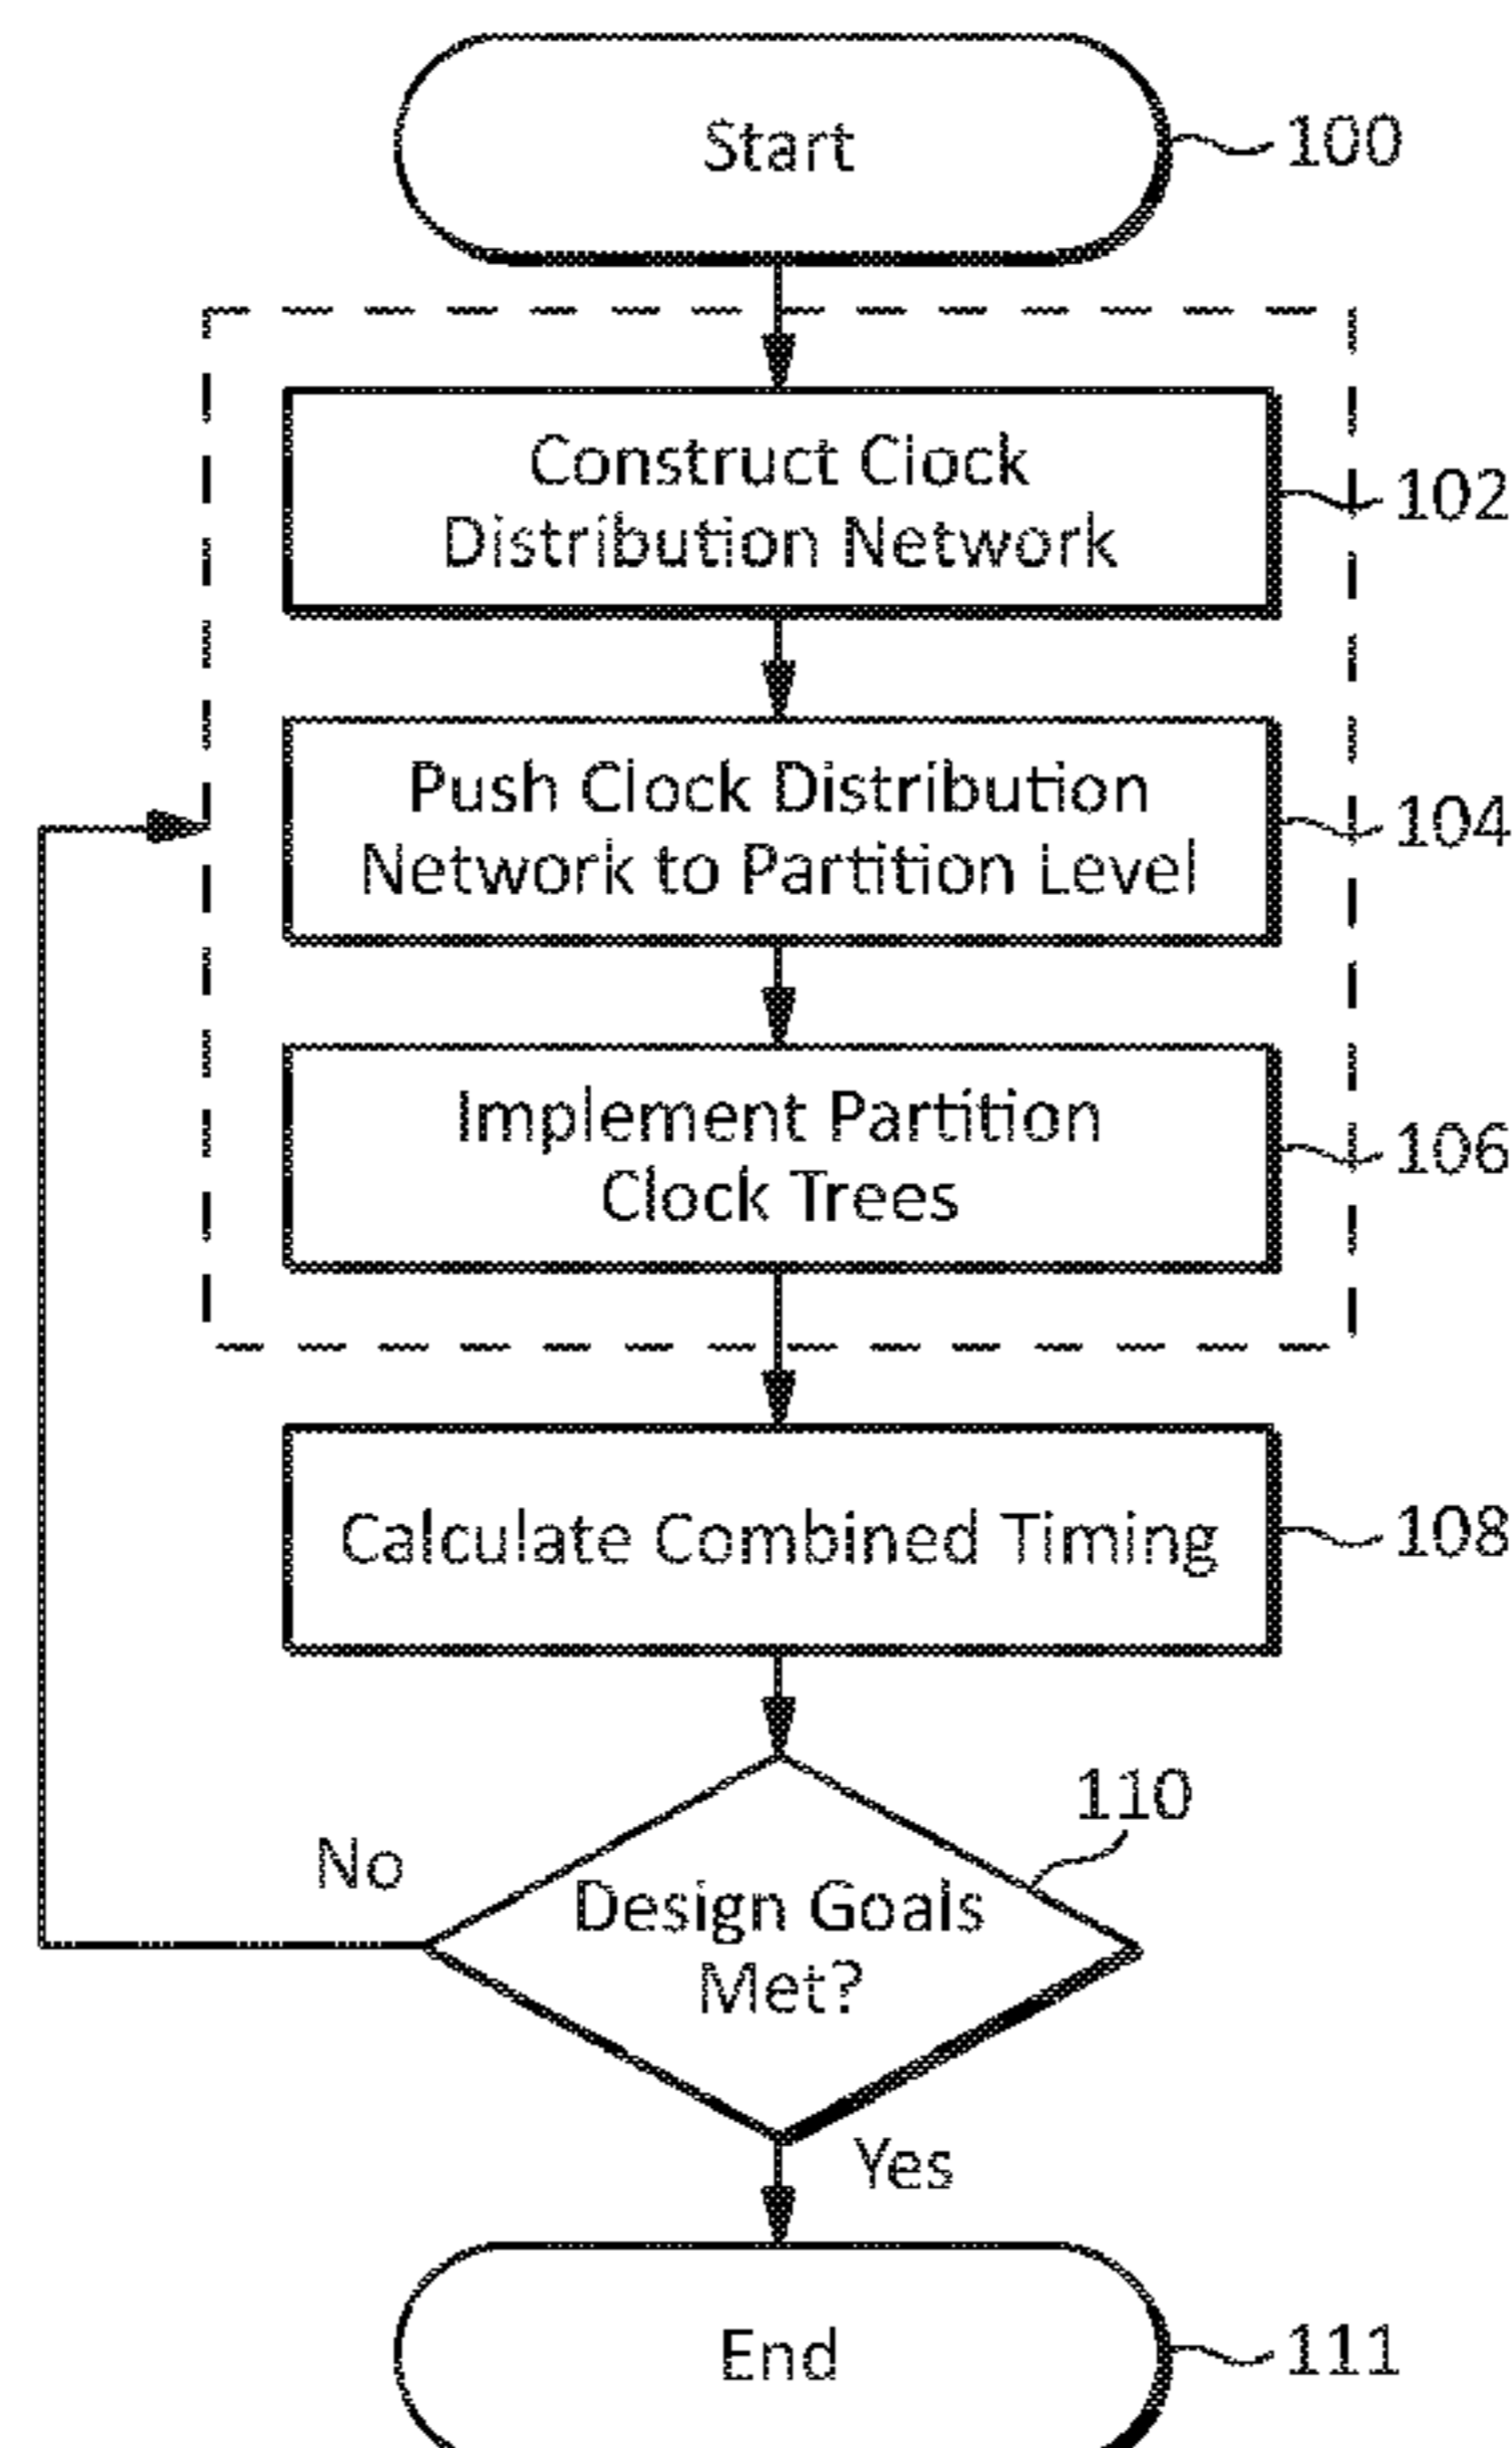 Start
100
Construct Clock
Distribution Network
102
Push Clock Distribution
Network to Partition Level
104
Implement Partition
Clock Trees
106
Calculate Combined Timing
108
110
No
Design Goals
Met?
Yes
End
111